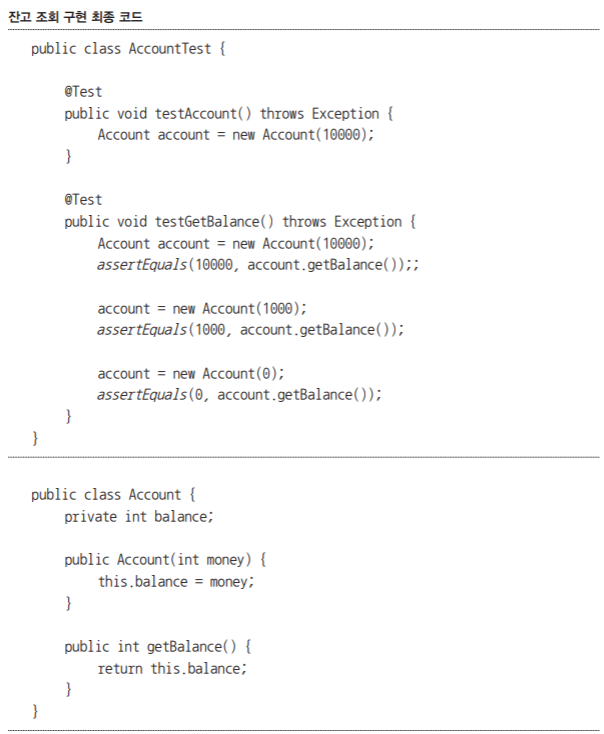 잔고 조회 구현 최종 코드
public class AccountTest {
@Test
public void testAccount() throws Exception {
Account account = new Account(10000);
}
@Test
public void testGetBalance() throws Exception {
Account account = new Account(10000);
assertEquals(10000, account.getBalance());;
account = new Account(1000);
assertEquals(1000, account.getBalance());
account = new Account(0);
assertEquals(0, account.getBalance());
}
}
public class Account {
private int balance;
public Account(int money) {
this.balance = money;
}
public int getBalance() {
return this.balance;
}
}